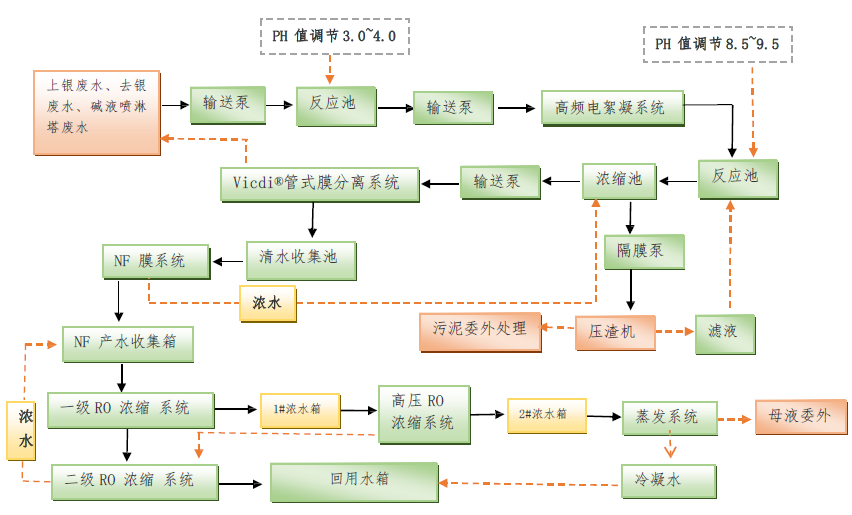 PH 值调节3.0~4.0
PH 值调节8.5~9.5
上银废水、去银
废水、碱液喷淋
塔废水
输送泵
反应池
输送泵
高频电絮凝系统
Vicdi®管式膜分离系统
输送泵
浓缩池
反应池
NF 膜系统
清水收集池
隔膜泵
浓水
NF 产水收集箱
污泥委外处理
压渣机
滤液
浓
水
一级RO 浓缩 系统
1#浓水箱
高压RO
浓缩系统
2#浓水箱
蒸发系统
母液委外
二级RO 浓缩 系统
回用水箱
冷凝水